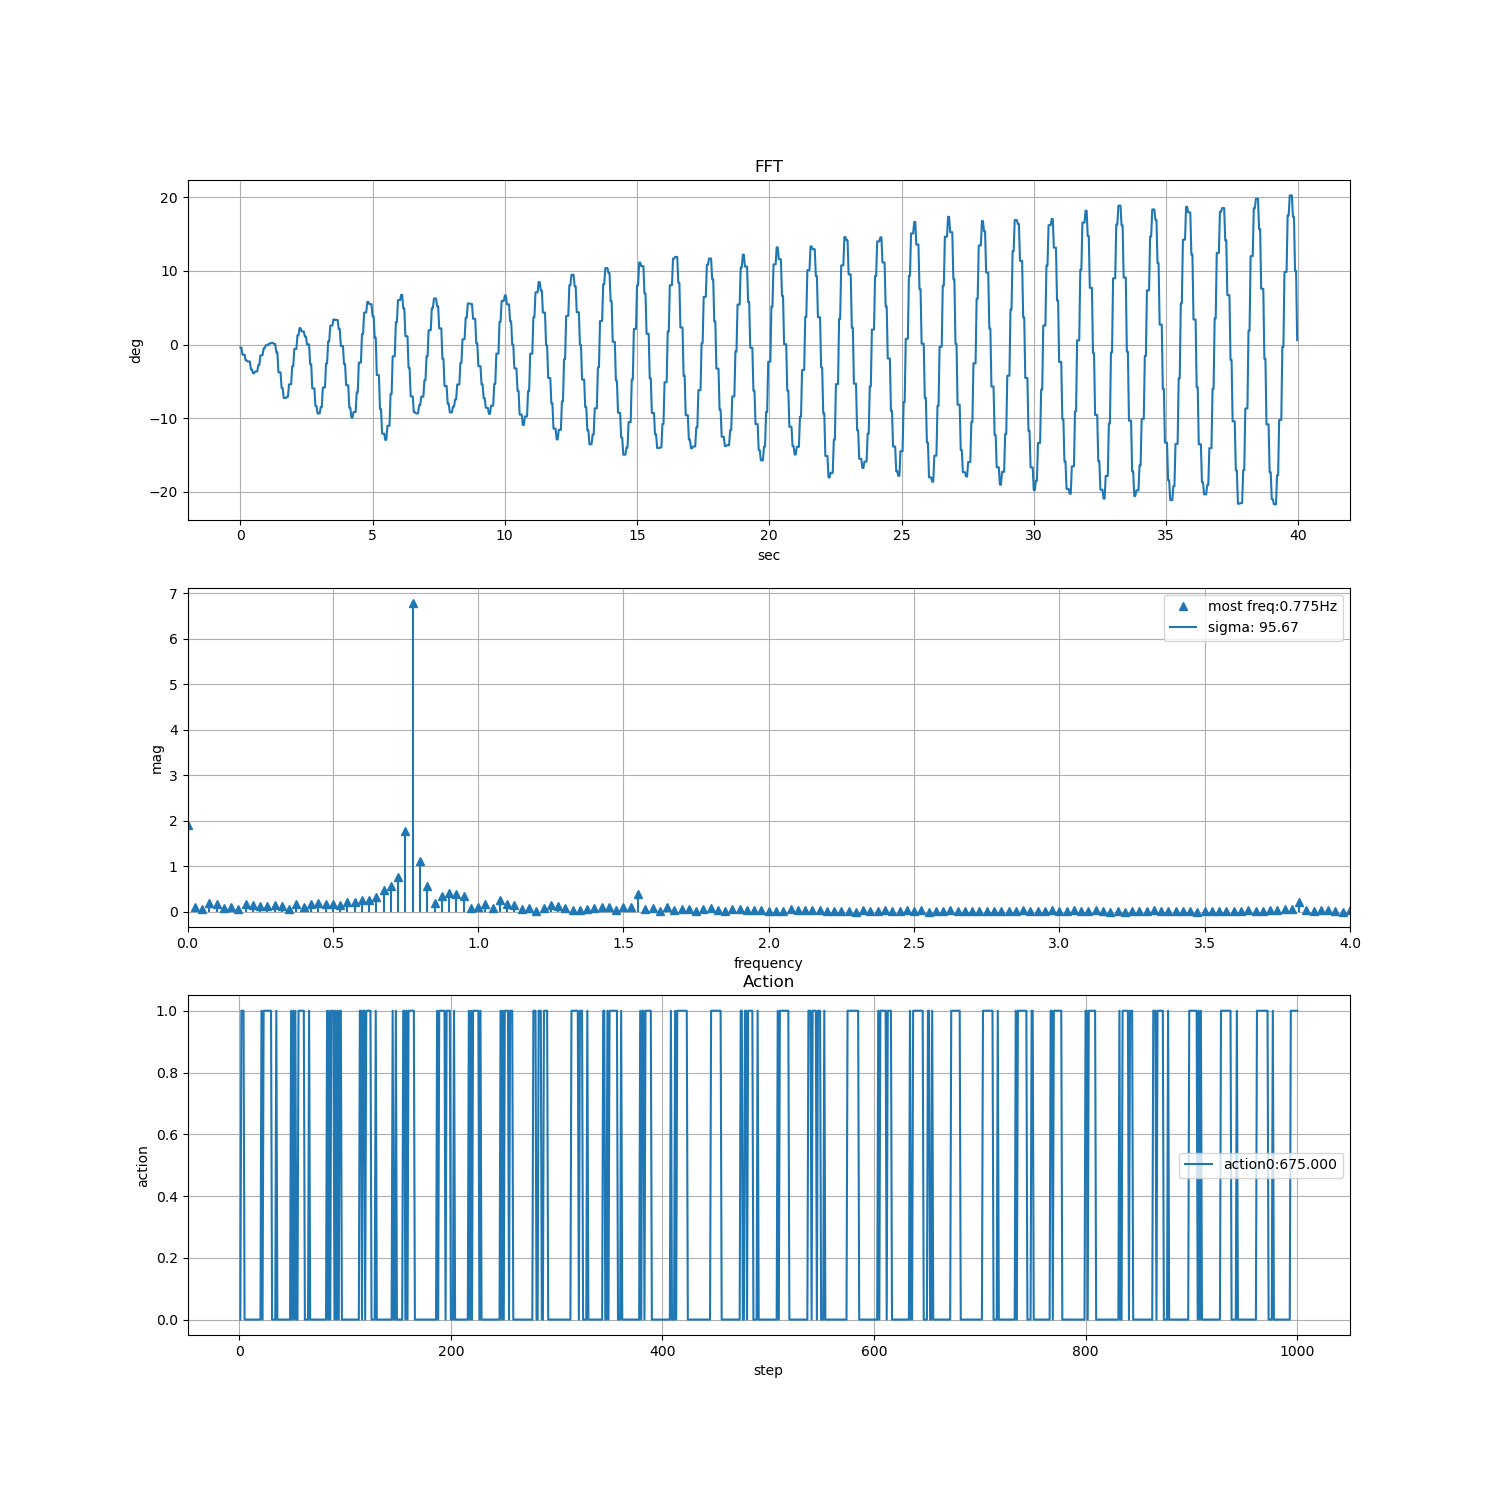 FFT
20
10
0
−10
−20
deg
0 5 10 15 20 25 30 35 40
sec
7
6
5
4
3
2
1
0
mag
most freq:0.775Hz
sigma: 95.67
0.0 0.5 1.0 1.5 2.0 2.5 3.0 3.5 4.0
frequency
Action
1.0
0.8
0.6
0.4
0.2
0.0
action
action0:675.000
0 200 400 600 800 1000
step